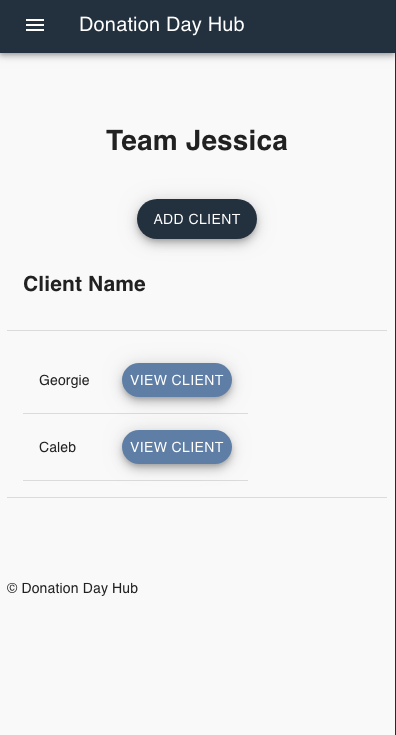 Donation Day Hub
Team Jessica
ADD CLIENT
Client Name
Georgie VIEW CLIENT
Caleb VIEW CLIENT
© Donation Day Hub